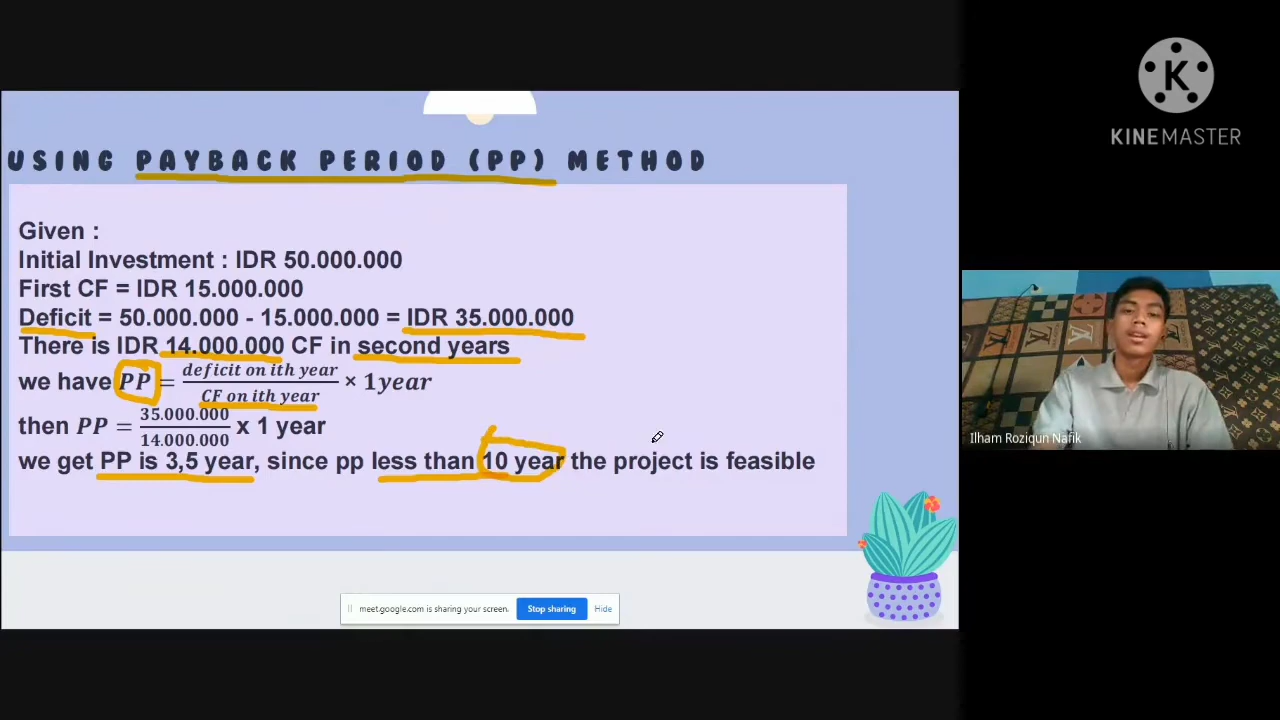 KINEMASTER
USING PAYBACK PERIOD (PP) METHOD
Given :
Initial Investment : IDR 50.000.000
First CF = IDR 15.000.000
Deficit = 50.000.000 - 15.000.000 = IDR 35.000.000
There is IDR 14.000.000 CF in second years
we have PP = deficit on ith year / CF on ith year × 1year
then PP = 35.000.000 / 14.000.000 x 1 year
we get PP is 3,5 year, since pp less than 10 year the project is feasible
Ilham Roziqun Nafik
meet.google.com is sharing your screen. Stop sharing Hide